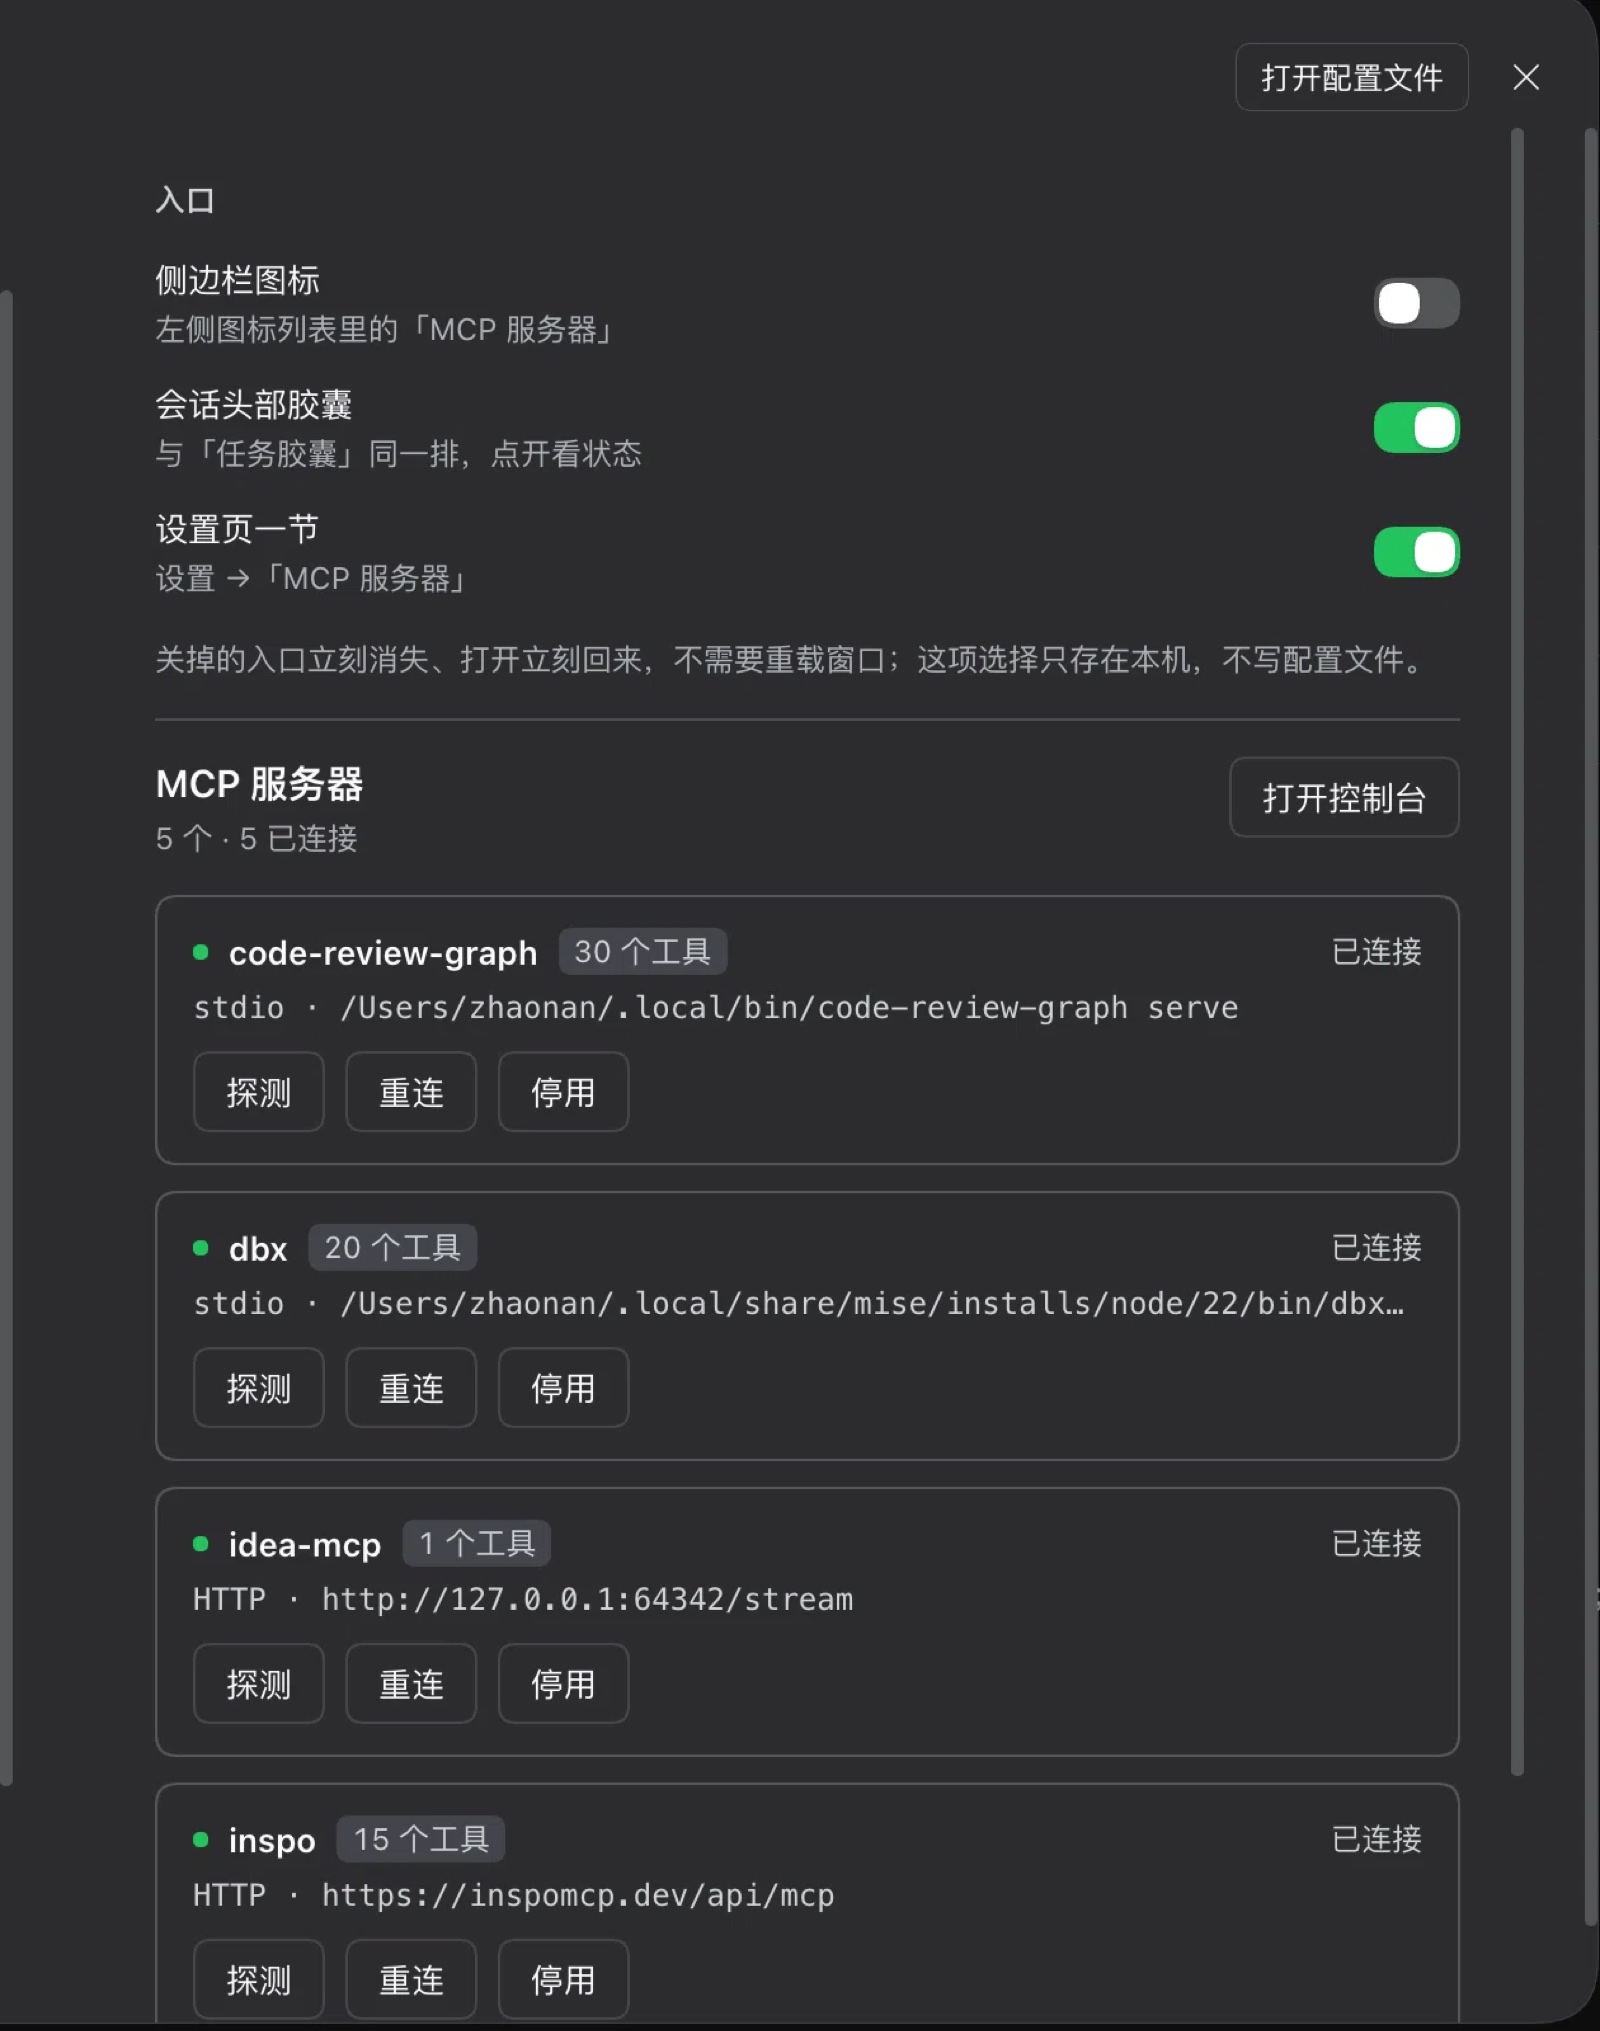 打开配置文件
入口
侧边栏图标
左侧图标列表里的「MCP 服务器」
会话头部胶囊
与「任务胶囊」同一排，点开看状态
设置页一节
设置 →「MCP 服务器」
关掉的入口立刻消失、打开立刻回来，不需要重载窗口；这项选择只存在本机，不写配置文件。
MCP 服务器
打开控制台
5 个 · 5 已连接
code-review-graph 30 个工具 已连接
stdio · /Users/zhaonan/.local/bin/code-review-graph serve
探测 重连 停用
dbx 20 个工具 已连接
stdio · /Users/zhaonan/.local/share/mise/installs/node/22/bin/dbx…
探测 重连 停用
idea-mcp 1 个工具 已连接
HTTP · http://127.0.0.1:64342/stream
探测 重连 停用
inspo 15 个工具 已连接
HTTP · https://inspomcp.dev/api/mcp
探测 重连 停用